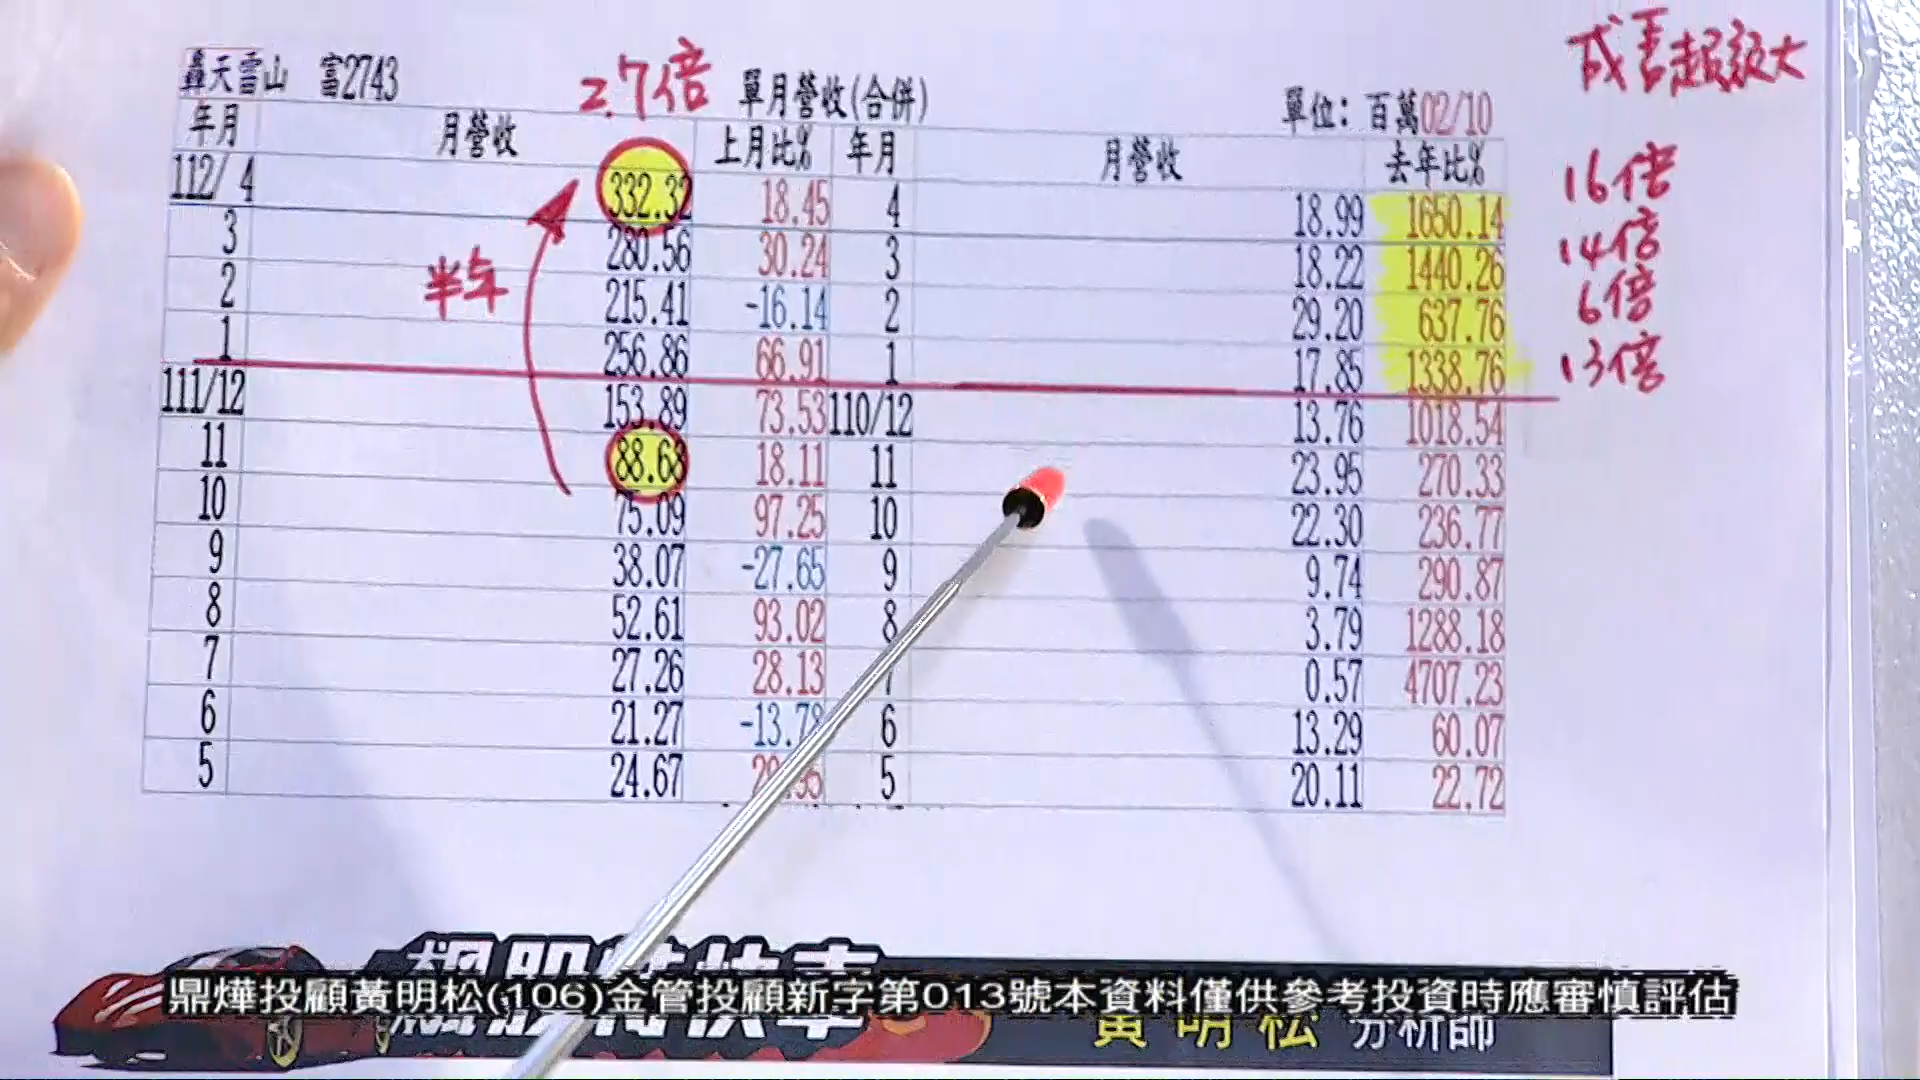 成長超級大
轟天雷山 富2743 2.7倍 單月營收(合併) 單位: 百萬02/10
年月 月營收 上月比% 年月 月營收 去年比%
112/ 4 332.32 18.45 4 18.99 1650.14 16倍
3 280.56 30.24 3 18.22 1440.26 14倍
半年
2 215.41 -16.14 2 29.20 637.76 6倍
1 256.86 66.91 1 17.85 1338.76 13倍
111/12 153.89 73.53 110/12 13.76 1018.54
11 88.68 18.11 11 23.95 270.33
10 75.09 97.25 10 22.30 236.77
9 38.07 -27.65 9 9.74 290.87
8 52.61 93.02 8 3.79 1288.18
7 27.26 28.13 7 0.57 4707.23
6 21.27 -13.78 6 13.29 60.07
5 24.67 5 20.11 22.72
飆股特快車
鼎燁投顧黃明松(106)金管投顧新字第013號本資料僅供參考投資時應審慎評估
黃明松 分析師